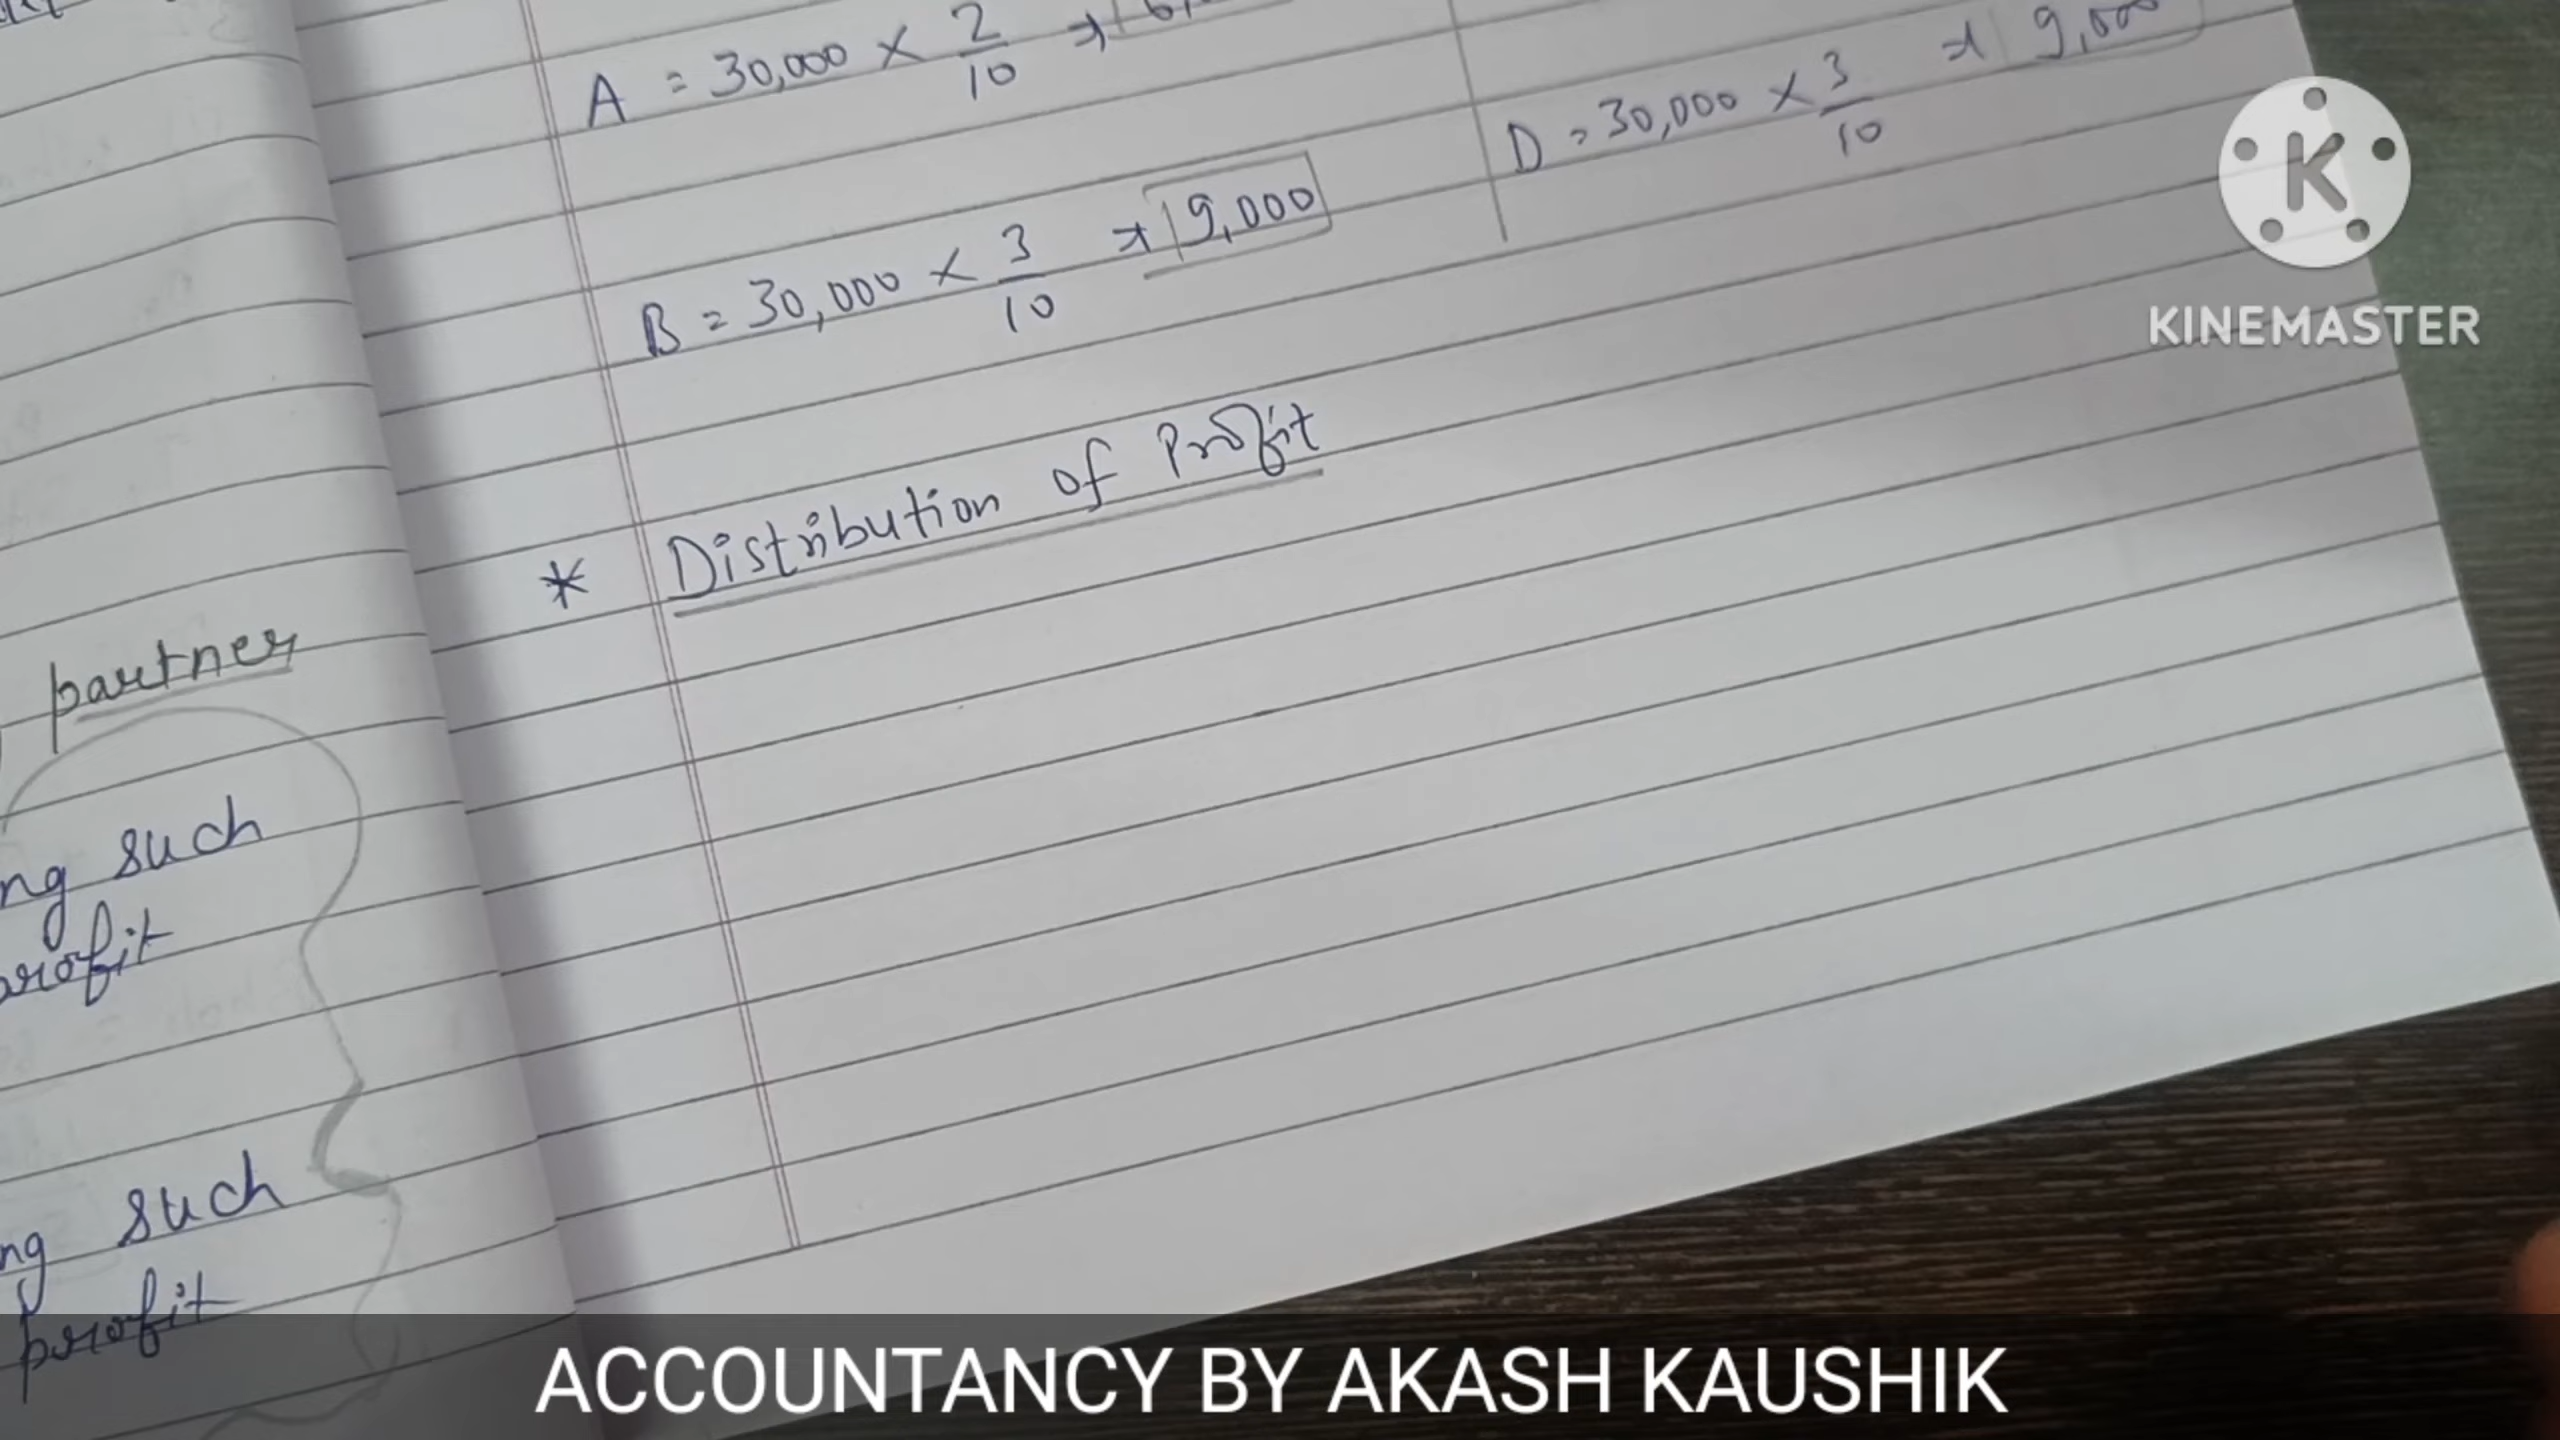 A = 30,000 × 2/10 ⇒
D = 30,000 × 3/10 ⇒ 9,000
B = 30,000 × 3/10 ⇒ 9,000
* Distribution of Profit
partner
such
profit
such
profit
K
KINEMASTER
ACCOUNTANCY BY AKASH KAUSHIK